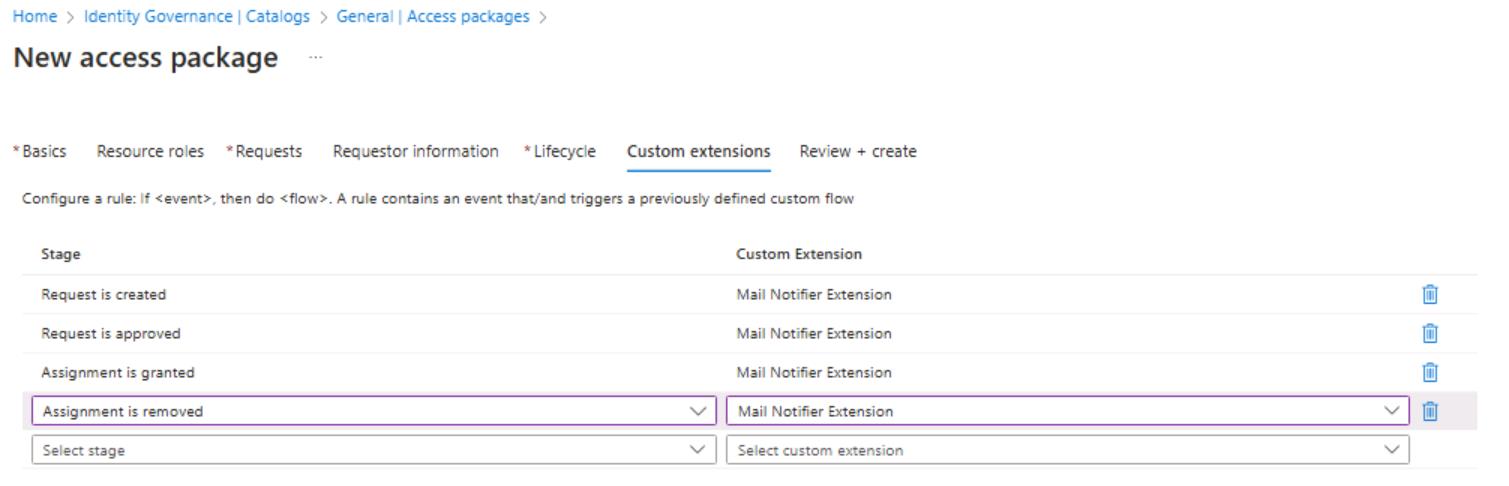 Home > Identity Governance | Catalogs > General | Access packages >
New access package ...
*Basics Resource roles *Requests Requestor information *Lifecycle Custom extensions Review + create
Configure a rule: If <event>, then do <flow>. A rule contains an event that/and triggers a previously defined custom flow
Stage Custom Extension
Request is created Mail Notifier Extension
Request is approved Mail Notifier Extension
Assignment is granted Mail Notifier Extension
Assignment is removed Mail Notifier Extension
Select stage Select custom extension